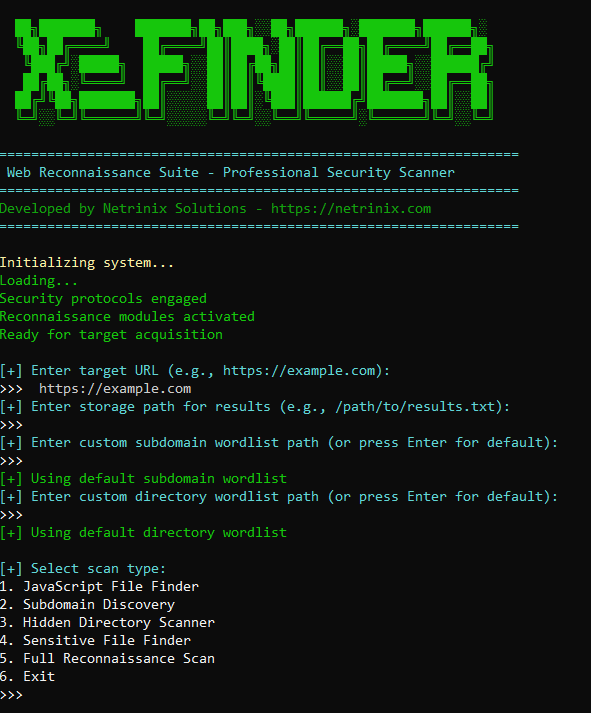 X_FINDER
=================================================================
Web Reconnaissance Suite - Professional Security Scanner
=================================================================
Developed by Netrinix Solutions - https://netrinix.com
=================================================================
Initializing system...
Loading...
Security protocols engaged
Reconnaissance modules activated
Ready for target acquisition
[+] Enter target URL (e.g., https://example.com):
>>>  https://example.com
[+] Enter storage path for results (e.g., /path/to/results.txt):
>>>
[+] Enter custom subdomain wordlist path (or press Enter for default):
>>>
[+] Using default subdomain wordlist
[+] Enter custom directory wordlist path (or press Enter for default):
>>>
[+] Using default directory wordlist
[+] Select scan type:
1. JavaScript File Finder
2. Subdomain Discovery
3. Hidden Directory Scanner
4. Sensitive File Finder
5. Full Reconnaissance Scan
6. Exit
>>>